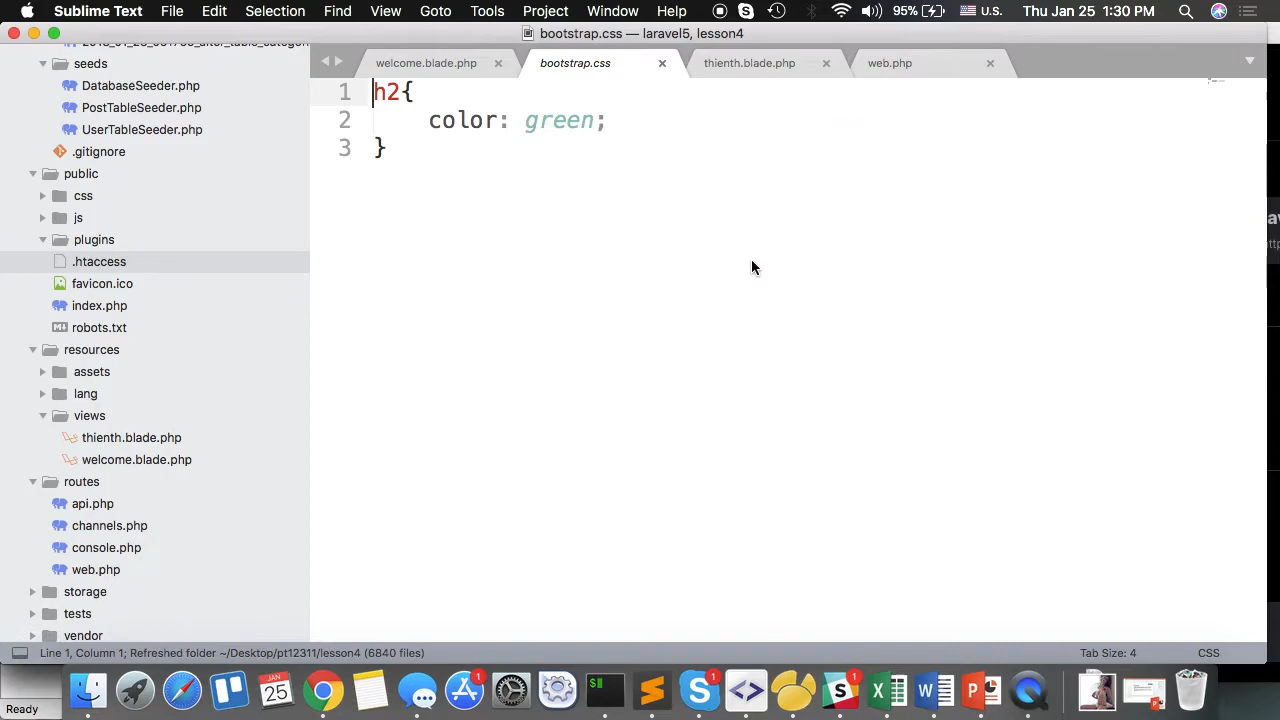 Sublime Text File Edit Selection Find View Goto Tools Project Window Help 95% U.S. Thu Jan 25 1:30 PM
bootstrap.css — laravel5, lesson4
welcome.blade.php bootstrap.css thienth.blade.php web.php
seeds
DatabaseSeeder.php
PostTableSeeder.php
UserTableSeeder.php
.gitignore
public
css
js
plugins
.htaccess
favicon.ico
index.php
robots.txt
resources
assets
lang
views
thienth.blade.php
welcome.blade.php
routes
api.php
channels.php
console.php
web.php
storage
tests
vendor
1 h2{
2 color: green;
3 }
Line 1, Column 1; Refreshed folder ~/Desktop/pt12311/lesson4 (6840 files) Tab Size: 4 CSS
Ready